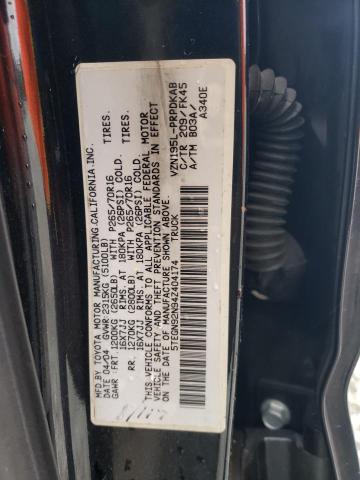 MFD BY: TOYOTA MOTOR MANUFACTURING CALIFORNIA, INC.
DATE 04/04 GVWR: 2315KG (5100LB)
GAWR: FRT. 1200KG (2650LB) WITH P265/70R16 TIRES,
16X7JJ RIMS, AT 180KPA (26PSI) COLD.
RR. 1270KG (2800LB) WITH P265/70R16 TIRES,
16X7JJ RIMS, AT 180KPA (26PSI) COLD.
THIS VEHICLE CONFORMS TO ALL APPLICABLE FEDERAL MOTOR
VEHICLE SAFETY AND THEFT PREVENTION STANDARDS IN EFFECT
ON THE DATE OF MANUFACTURE SHOWN ABOVE.
5TEGN92N94Z404174 TRUCK
VZN195L-PRPDKAB
C/TR 209/FK45
A/TM B03A/
A340E